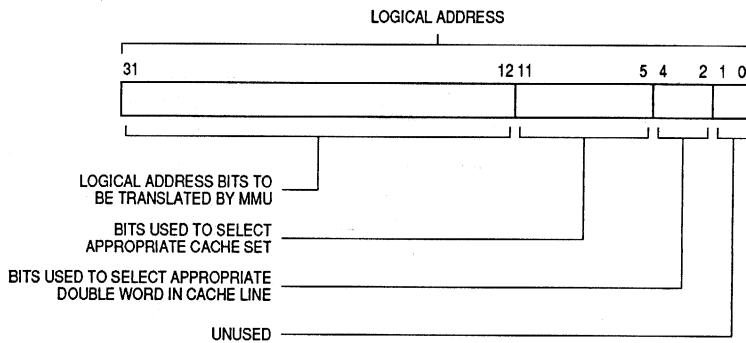 LOGICAL ADDRESS
31 12 11 5 4 2 1 0
LOGICAL ADDRESS BITS TO
BE TRANSLATED BY MMU
BITS USED TO SELECT
APPROPRIATE CACHE SET
BITS USED TO SELECT APPROPRIATE
DOUBLE WORD IN CACHE LINE
UNUSED